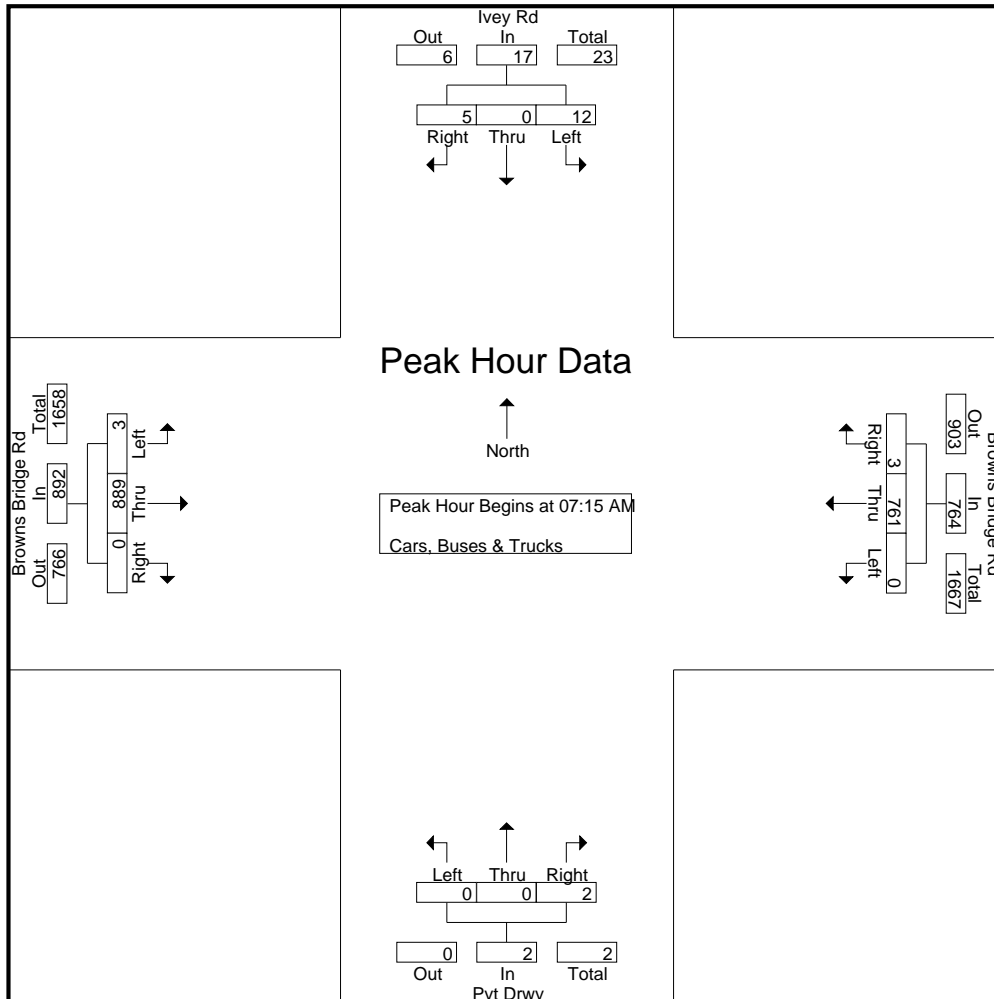 Ivey Rd
Out In Total
6 17 23
5 0 12
Right Thru Left
Peak Hour Data
North
Peak Hour Begins at 07:15 AM
Cars, Buses & Trucks
Browns Bridge Rd
Out In Total
766 892 1658
Left Thru Right
3 889 0
Browns Bridge Rd
Out In Total
903 764 1667
Right Thru Left
3 761 0
Left Thru Right
0 0 2
0 2 2
Out In Total
Pvt Drwy